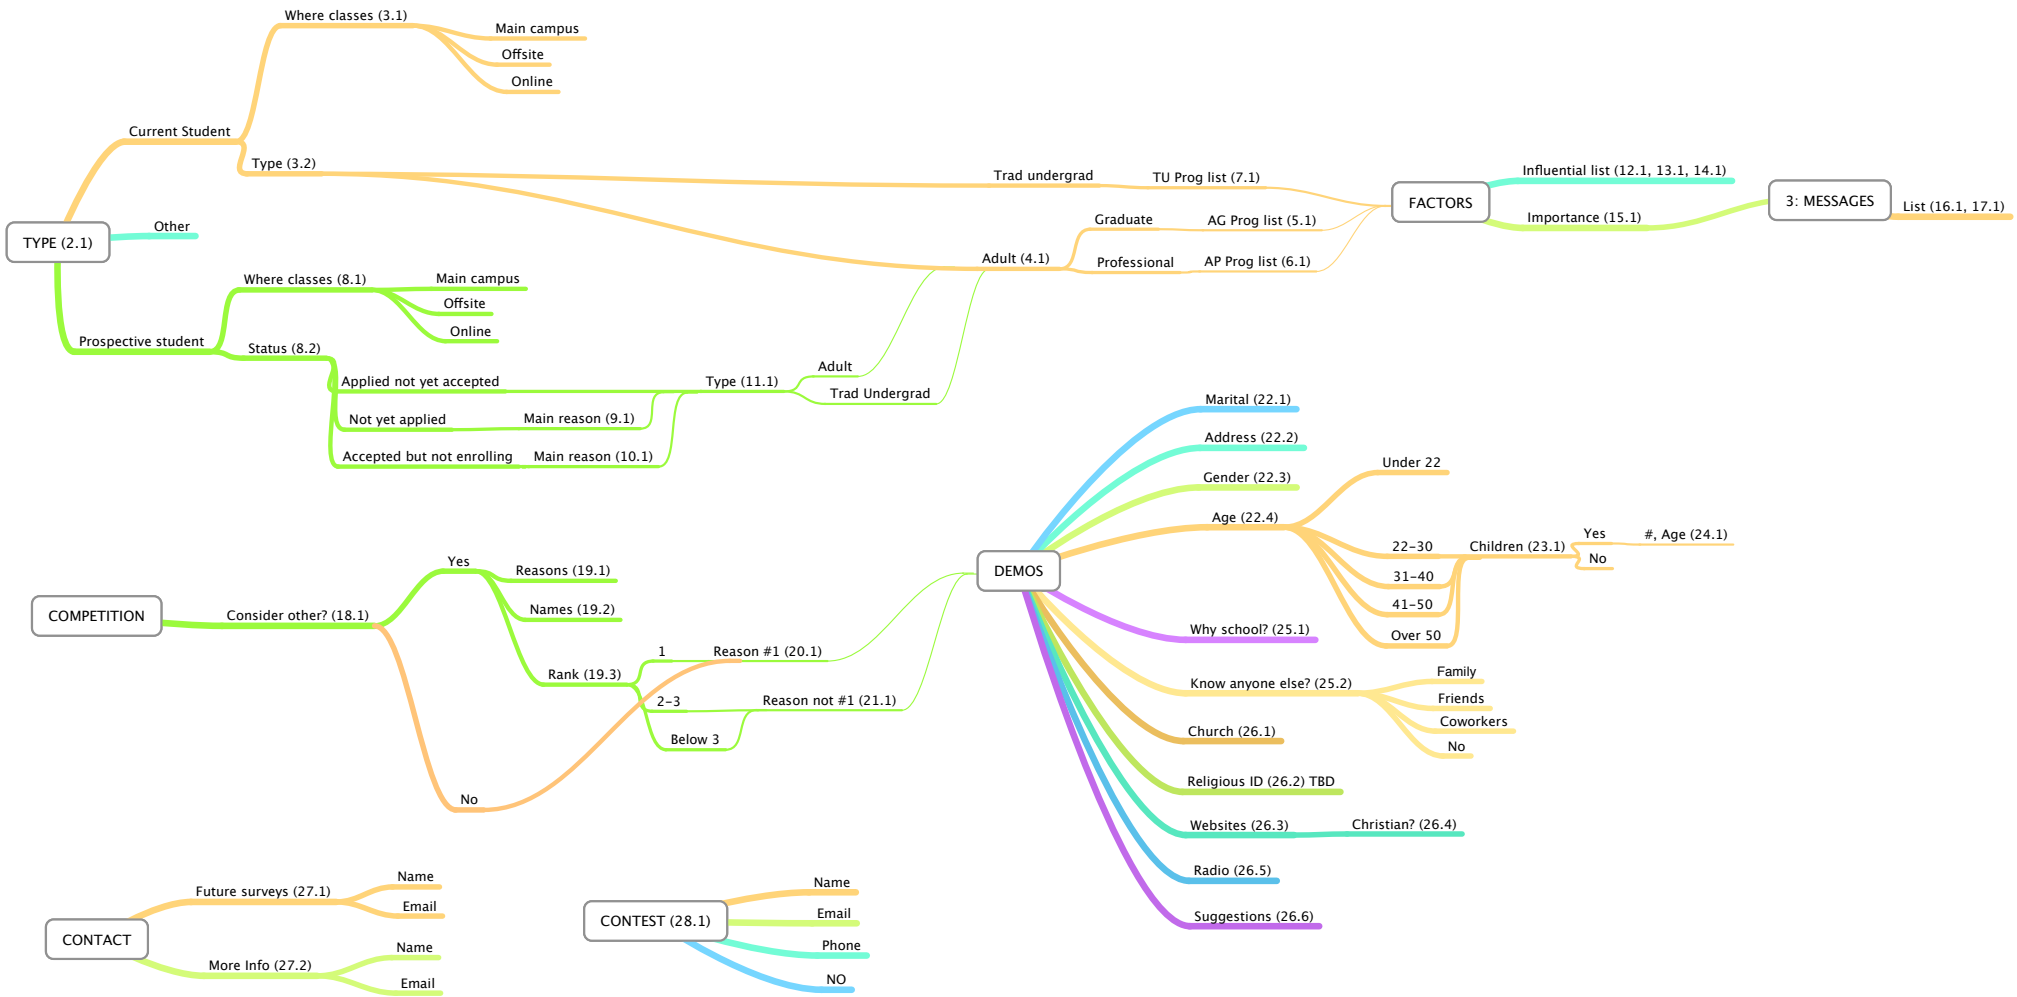 Where classes (3.1)
Main campus
Offsite
Online
Current Student
Type (3.2)
Trad undergrad
TU Prog list (7.1)
Graduate
AG Prog list (5.1)
Adult (4.1)
Professional
AP Prog list (6.1)
FACTORS
Influential list (12.1, 13.1, 14.1)
Importance (15.1)
3: MESSAGES
List (16.1, 17.1)
TYPE (2.1)
Other
Where classes (8.1)
Main campus
Offsite
Online
Prospective student
Status (8.2)
Applied not yet accepted
Not yet applied
Main reason (9.1)
Accepted but not enrolling
Main reason (10.1)
Type (11.1)
Adult
Trad Undergrad
COMPETITION
Consider other? (18.1)
Yes
Reasons (19.1)
Names (19.2)
Rank (19.3)
1
Reason #1 (20.1)
2-3
Reason not #1 (21.1)
Below 3
No
DEMOS
Marital (22.1)
Address (22.2)
Gender (22.3)
Age (22.4)
Under 22
22-30
31-40
41-50
Over 50
Children (23.1)
Yes
#, Age (24.1)
No
Why school? (25.1)
Know anyone else? (25.2)
Family
Friends
Coworkers
No
Church (26.1)
Religious ID (26.2) TBD
Websites (26.3)
Christian? (26.4)
Radio (26.5)
Suggestions (26.6)
CONTACT
Future surveys (27.1)
Name
Email
More Info (27.2)
Name
Email
CONTEST (28.1)
Name
Email
Phone
NO